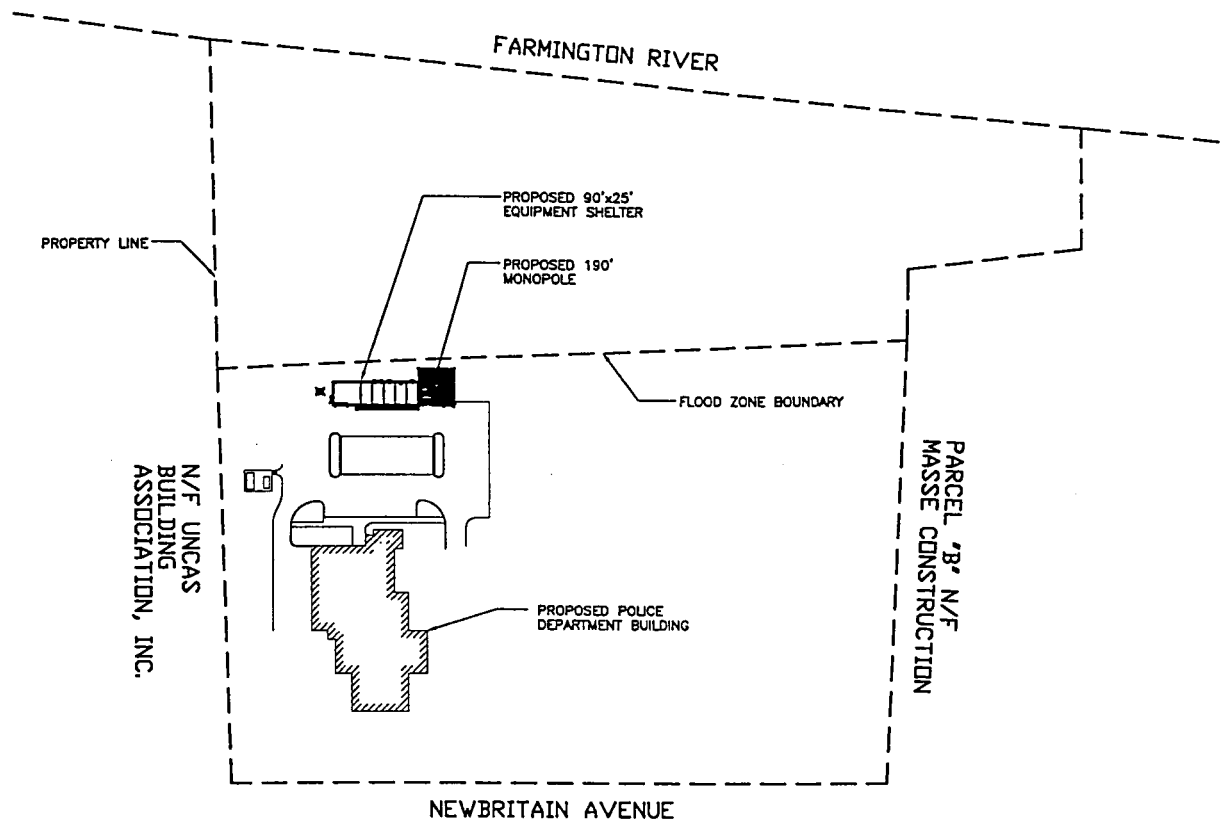 FARMINGTON RIVER
PROPOSED 90'x25'
EQUIPMENT SHELTER
PROPERTY LINE
PROPOSED 190'
MONOPOLE
FLOOD ZONE BOUNDARY
N/F UNCAS
BUILDING
ASSOCIATION, INC.
PARCEL "B" N/F
MASSE CONSTRUCTION
PROPOSED POLICE
DEPARTMENT BUILDING
NEWBRITAIN AVENUE